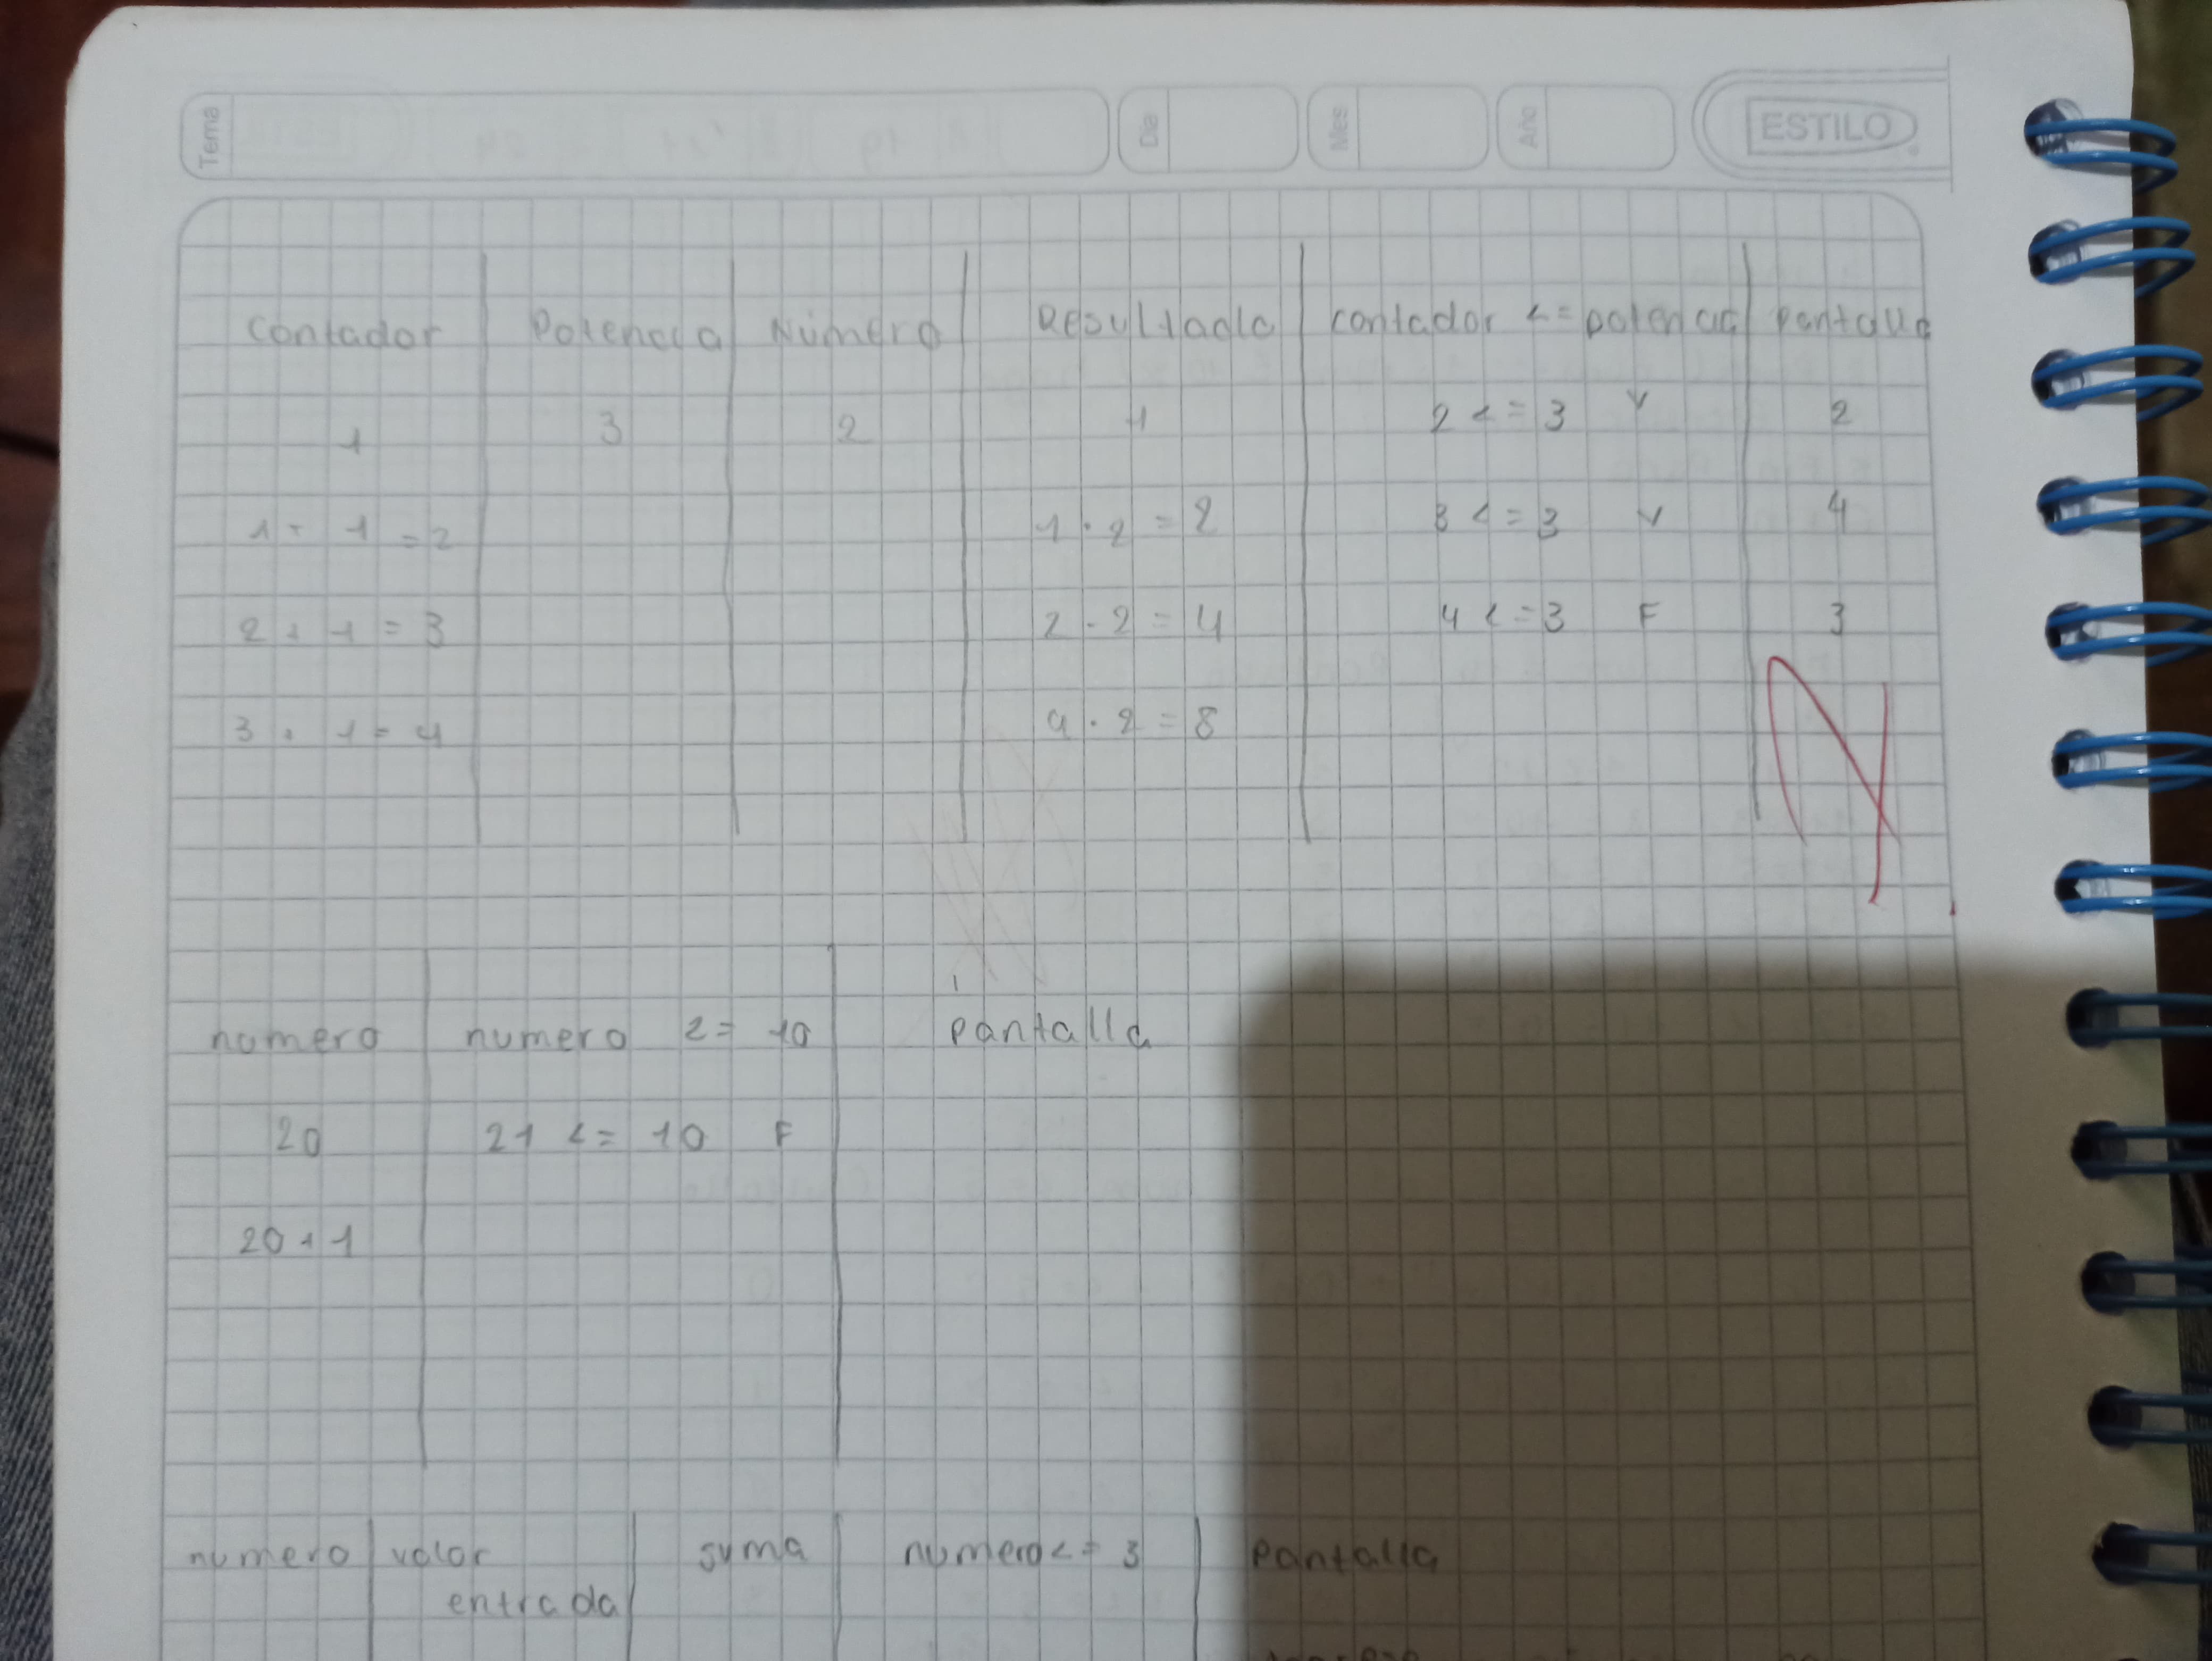 Tema Dia Mes Año ESTILO
Contador Potencia Número Resultado contador <= potencia pantalla
1 3 2 1 2 <= 3 V 2
1 + 1 = 2 1 · 2 = 2 3 <= 3 V 4
2 + 1 = 3 2 · 2 = 4 4 <= 3 F 3
3 + 1 = 4 4 · 2 = 8
numero numero <= 10 pantalla
20 21 <= 10 F
20 + 1
numero valor suma numero <= 3 Pantalla
entrada